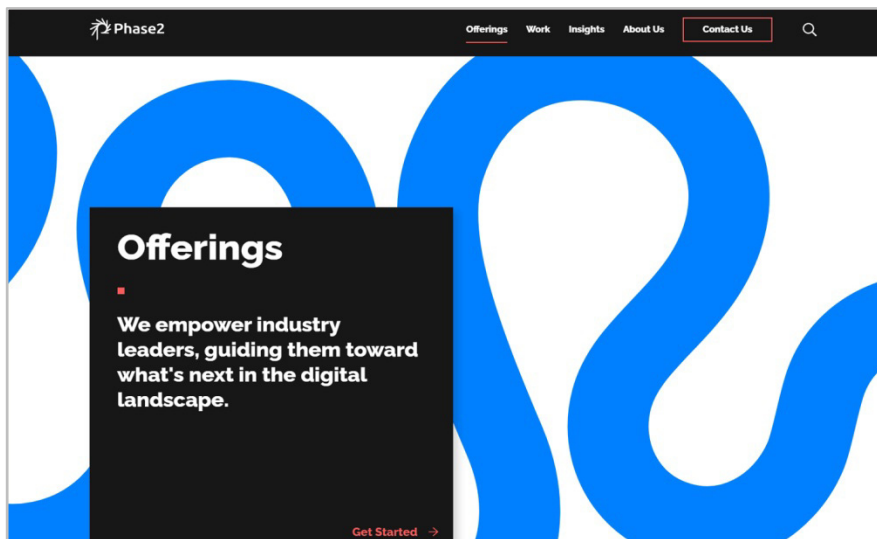 Phase2
Offerings Work Insights About Us Contact Us
Offerings
We empower industry
leaders, guiding them toward
what's next in the digital
landscape.
Get Started →